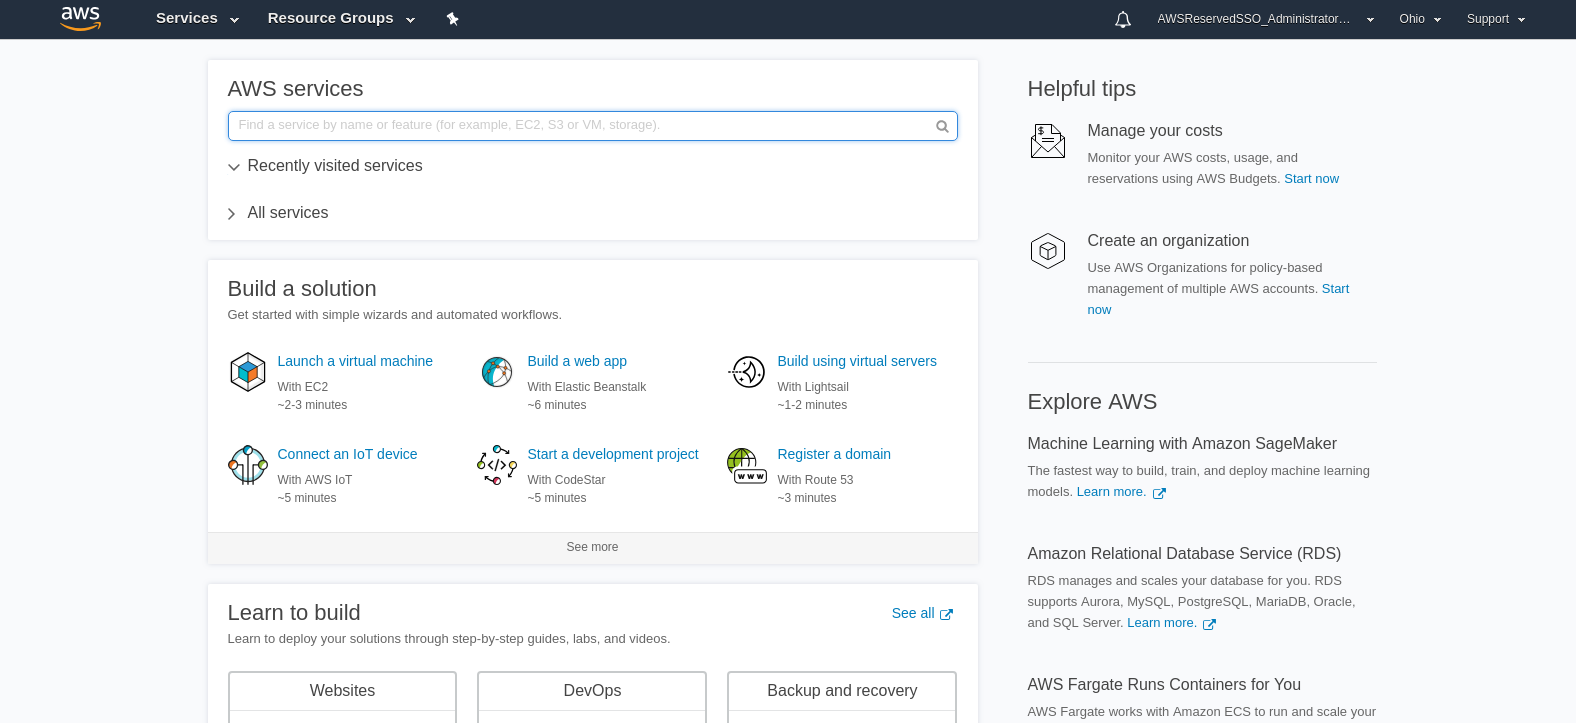 aws
Services
Resource Groups
AWSReservedSSO_Administrator...
Ohio
Support
AWS services
Find a service by name or feature (for example, EC2, S3 or VM, storage).
Recently visited services
All services
Build a solution
Get started with simple wizards and automated workflows.
Launch a virtual machine
With EC2
~2-3 minutes
Build a web app
With Elastic Beanstalk
~6 minutes
Build using virtual servers
With Lightsail
~1-2 minutes
Connect an IoT device
With AWS IoT
~5 minutes
Start a development project
With CodeStar
~5 minutes
www
Register a domain
With Route 53
~3 minutes
See more
Learn to build
See all
Learn to deploy your solutions through step-by-step guides, labs, and videos.
Websites
DevOps
Backup and recovery
Helpful tips
$
Manage your costs
Monitor your AWS costs, usage, and
reservations using AWS Budgets. Start now
Create an organization
Use AWS Organizations for policy-based
management of multiple AWS accounts. Start
now
Explore AWS
Machine Learning with Amazon SageMaker
The fastest way to build, train, and deploy machine learning
models. Learn more.
Amazon Relational Database Service (RDS)
RDS manages and scales your database for you. RDS
supports Aurora, MySQL, PostgreSQL, MariaDB, Oracle,
and SQL Server. Learn more.
AWS Fargate Runs Containers for You
AWS Fargate works with Amazon ECS to run and scale your